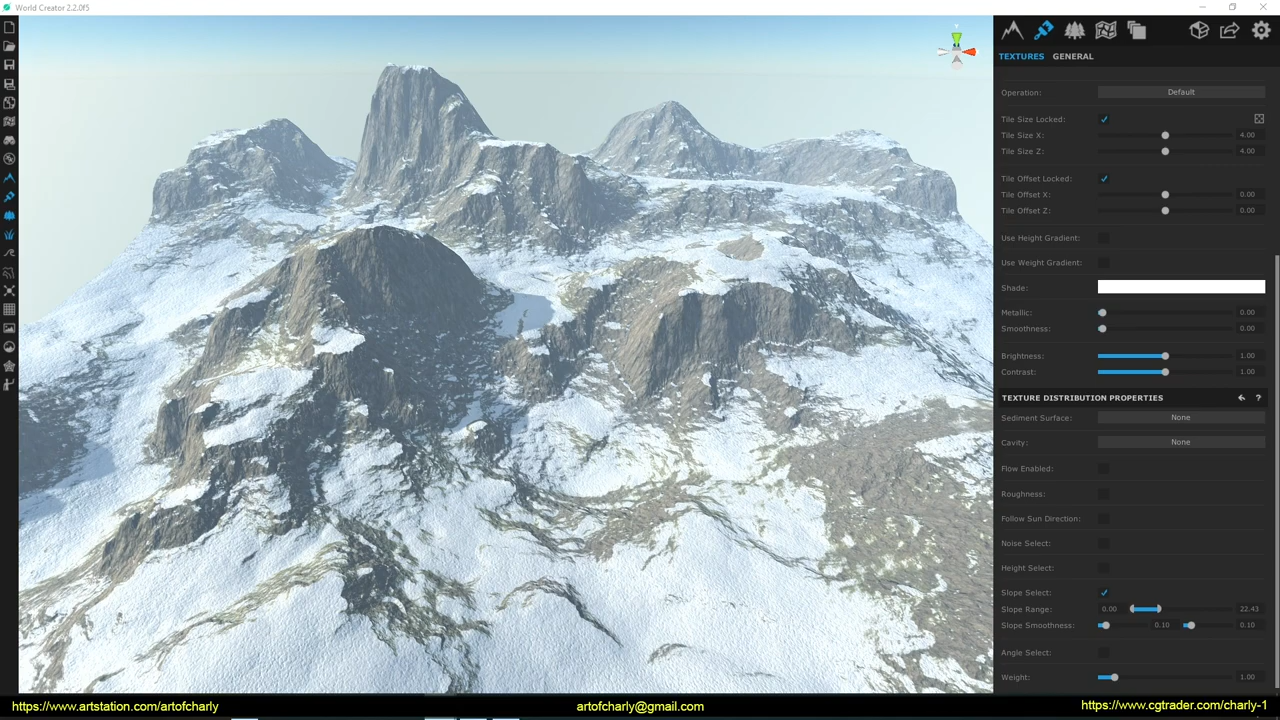 World Creator 2.2.0f5
TEXTURES GENERAL
Operation: Default
Tile Size Locked:
Tile Size X: 4.00
Tile Size Z: 4.00
Tile Offset Locked:
Tile Offset X: 0.00
Tile Offset Z: 0.00
Use Height Gradient:
Use Weight Gradient:
Shade:
Metallic: 0.00
Smoothness: 0.00
Brightness: 1.00
Contrast: 1.00
TEXTURE DISTRIBUTION PROPERTIES ?
Sediment Surface: None
Cavity: None
Flow Enabled:
Roughness:
Follow Sun Direction:
Noise Select:
Height Select:
Slope Select:
Slope Range: 0.00 22.43
Slope Smoothness: 0.10 0.10
Angle Select:
Weight: 1.00
https://www.artstation.com/artofcharly artofcharly@gmail.com https://www.cgtrader.com/charly-1